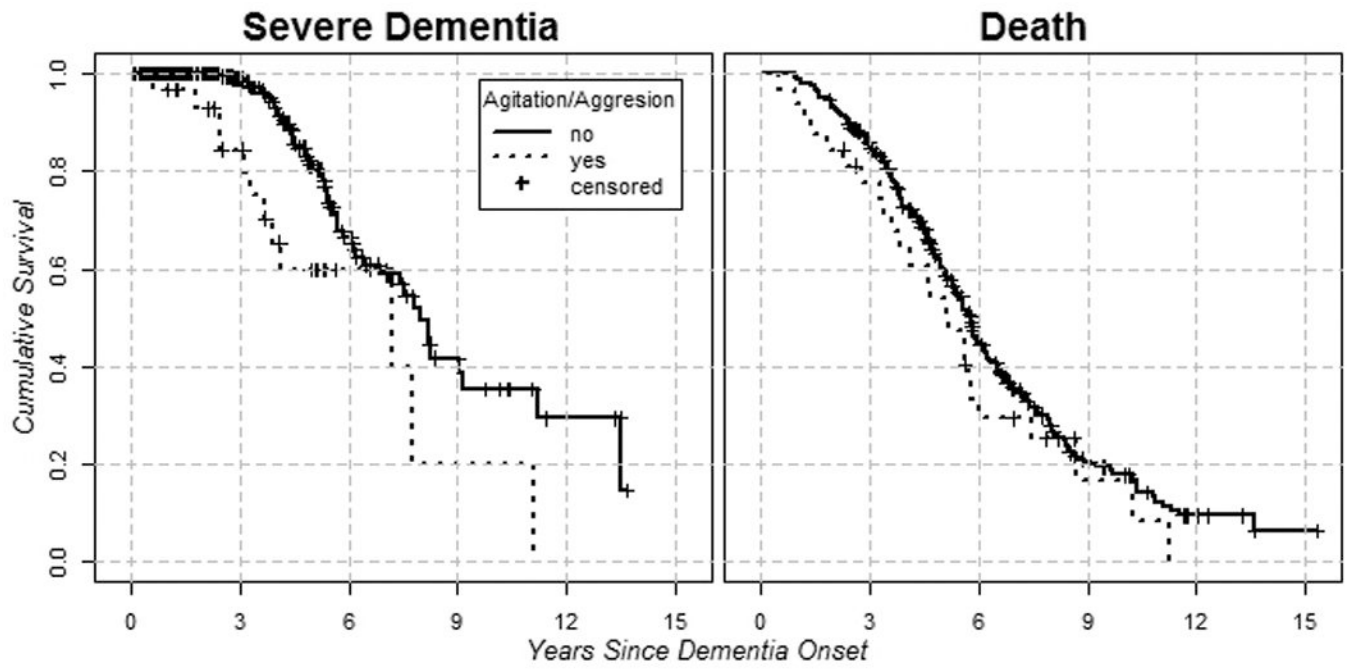 Severe Dementia
Death
Cumulative Survival
1.0
0.8
0.6
0.4
0.2
0.0
Agitation/Aggresion
no
yes
censored
0 3 6 9 12 15
0 3 6 9 12 15
Years Since Dementia Onset